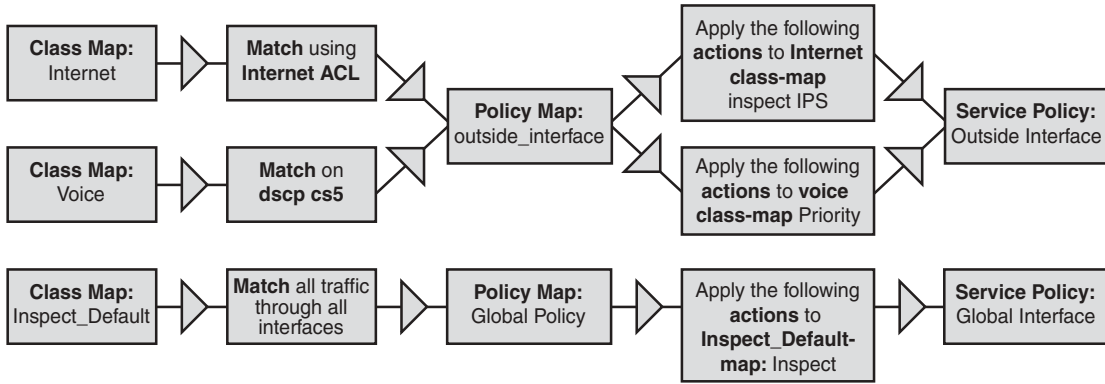 Class Map:
Internet
Match using
Internet ACL
Class Map:
Voice
Match on
dscp cs5
Policy Map:
outside_interface
Apply the following
actions to Internet
class-map
inspect IPS
Apply the following
actions to voice
class-map Priority
Service Policy:
Outside Interface
Class Map:
Inspect_Default
Match all traffic
through all
interfaces
Policy Map:
Global Policy
Apply the following
actions to
Inspect_Default-
map: Inspect
Service Policy:
Global Interface